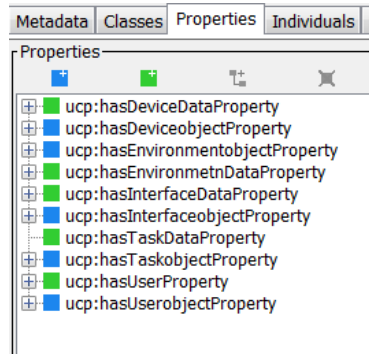 Metadata Classes Properties Individuals
Properties
ucp:hasDeviceDataProperty
ucp:hasDeviceobjectProperty
ucp:hasEnvironmentobjectProperty
ucp:hasEnvironmetnDataProperty
ucp:hasInterfaceDataProperty
ucp:hasInterfaceobjectProperty
ucp:hasTaskDataProperty
ucp:hasTaskobjectProperty
ucp:hasUserProperty
ucp:hasUserobjectProperty